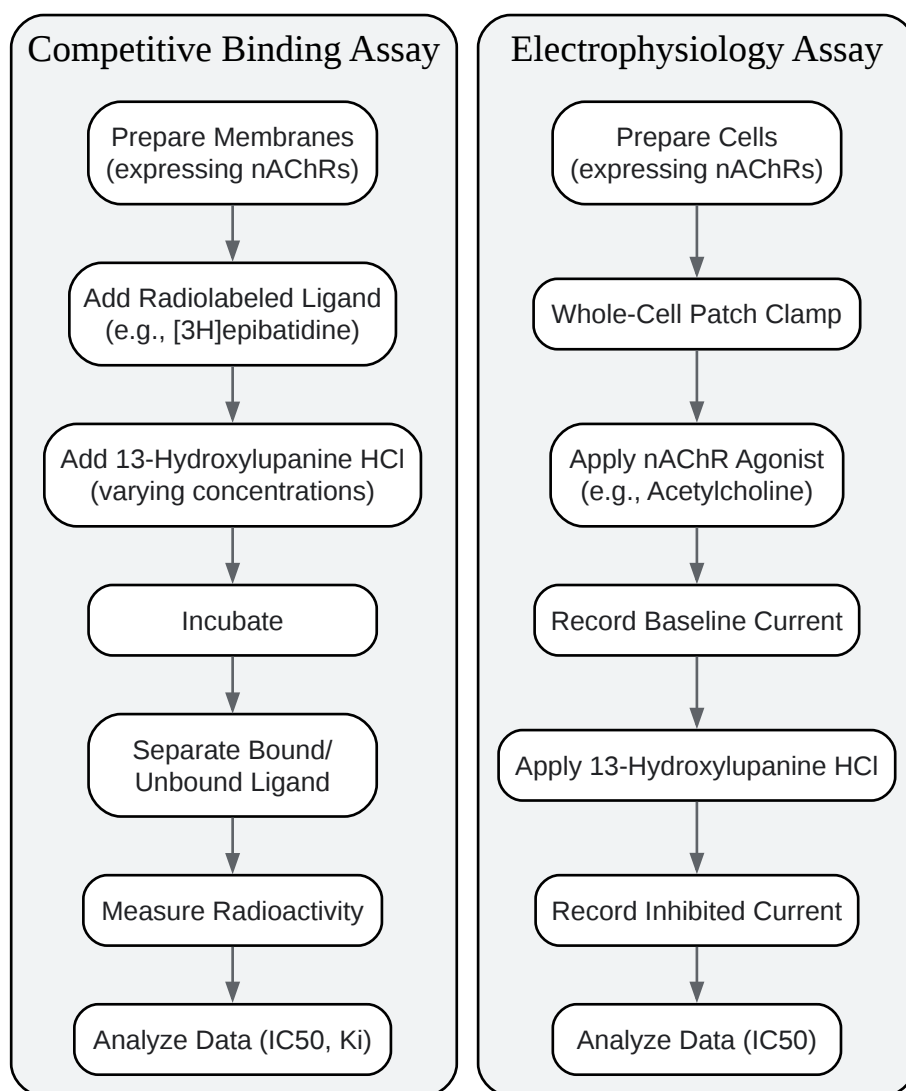 Competitive Binding Assay
Prepare Membranes
(expressing nAChRs)
Add Radiolabeled Ligand
(e.g., [3H]epibatidine)
Add 13-Hydroxylupanine HCl
(varying concentrations)
Incubate
Separate Bound/
Unbound Ligand
Measure Radioactivity
Analyze Data (IC50, Ki)
Electrophysiology Assay
Prepare Cells
(expressing nAChRs)
Whole-Cell Patch Clamp
Apply nAChR Agonist
(e.g., Acetylcholine)
Record Baseline Current
Apply 13-Hydroxylupanine HCl
Record Inhibited Current
Analyze Data (IC50)